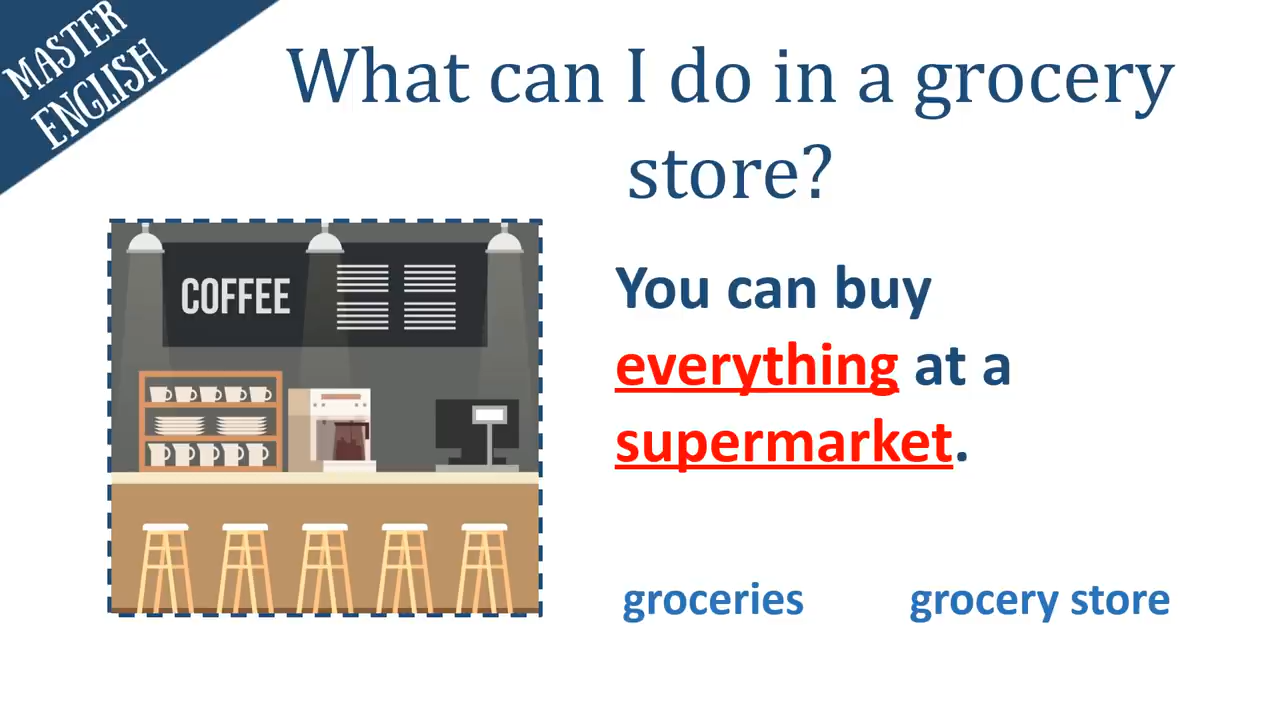 MASTER
ENGLISH
What can I do in a grocery
store?
COFFEE
You can buy
everything at a
supermarket.
groceries
grocery store